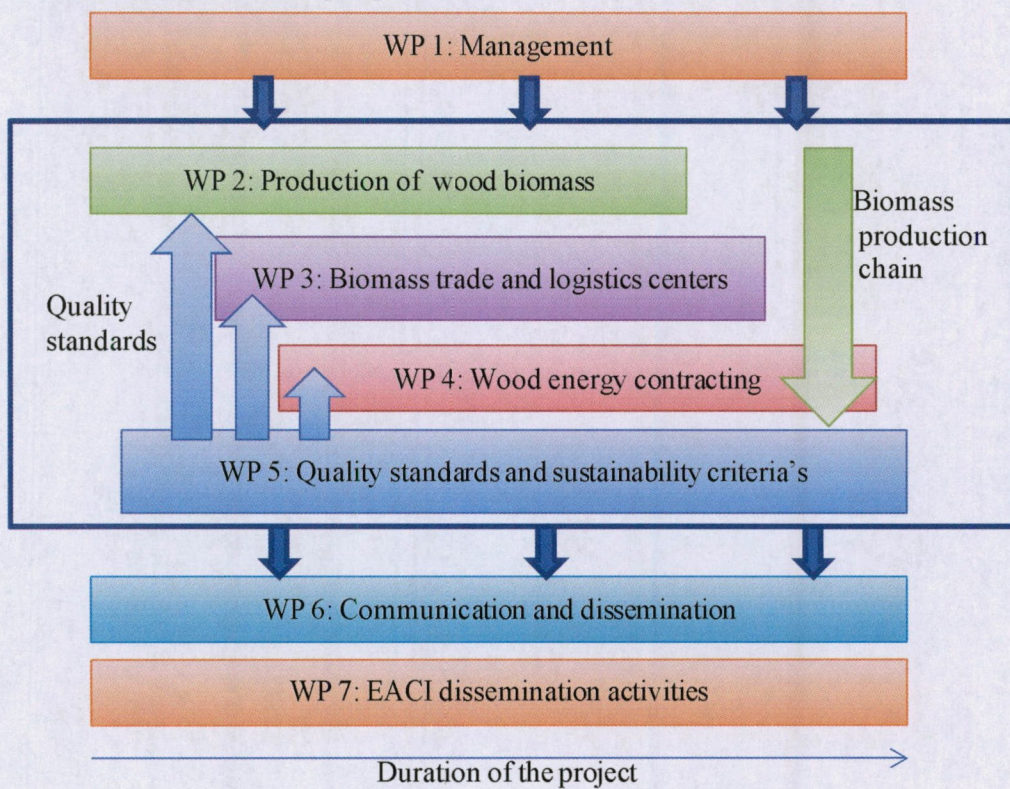 WP 1: Management
WP 2: Production of wood biomass
Biomass
production
chain
WP 3: Biomass trade and logistics centers
Quality
standards
WP 4: Wood energy contracting
WP 5: Quality standards and sustainability criteria's
WP 6: Communication and dissemination
WP 7: EACI dissemination activities
Duration of the project